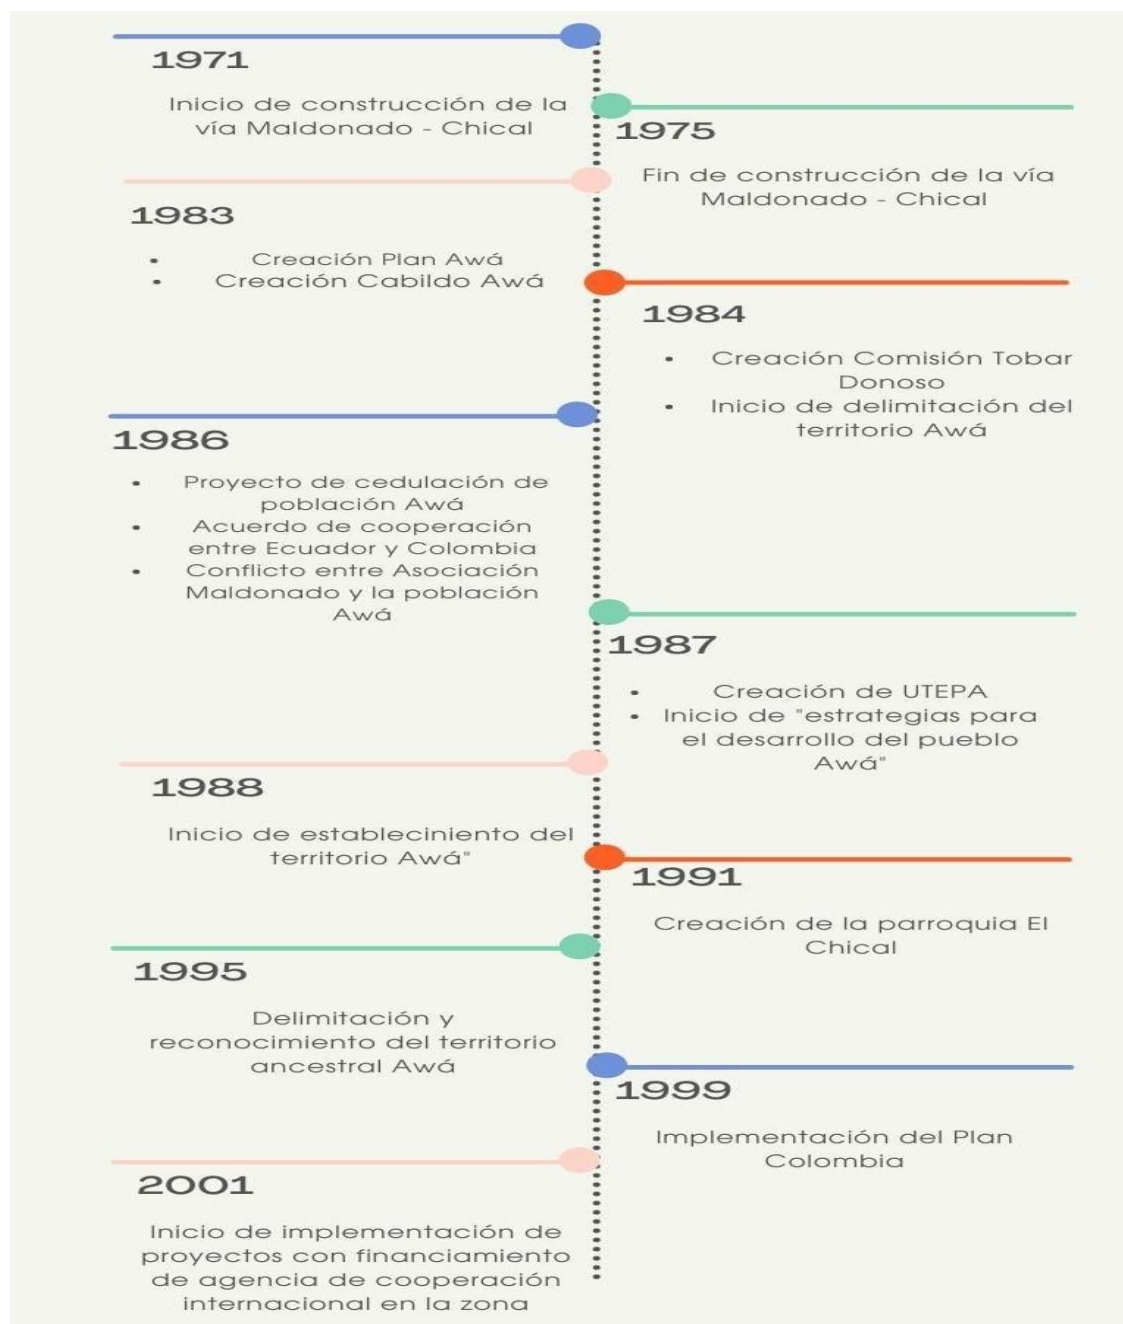 1971
Inicio de construcción de la
vía Maldonado - Chical
1975
Fin de construcción de la vía
Maldonado - Chical
1983
• Creación Plan Awá
• Creación Cabildo Awá
1984
• Creación Comisión Tobar
Donoso
• Inicio de delimitación del
territorio Awá
1986
• Proyecto de cedulación de
población Awá
• Acuerdo de cooperación
entre Ecuador y Colombia
• Conflicto entre Asociación
Maldonado y la población
Awá
1987
• Creación de UTEPA
• Inicio de "estrategias para
el desarrollo del pueblo
Awá"
1988
Inicio de estableciniento del
territorio Awá"
1991
Creación de la parroquia El
Chical
1995
Delimitación y
reconocimiento del territorio
ancestral Awá
1999
Implementación del Plan
Colombia
2001
Inicio de implementación de
proyectos con financiamiento
de agencia de cooperación
internacional en la zona